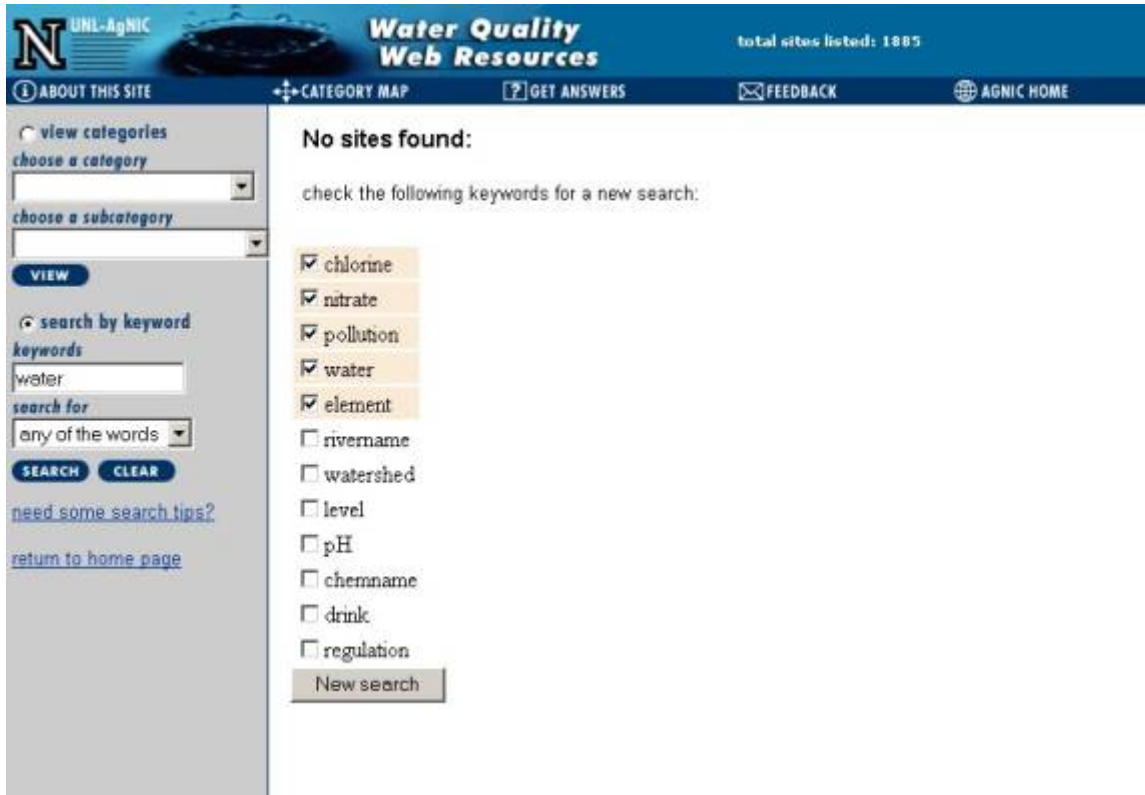 N UNL-AgNIC
Water Quality
Web Resources
total sites listed: 1885
ABOUT THIS SITE
CATEGORY MAP
GET ANSWERS
FEEDBACK
AGNIC HOME
view categories
choose a category
choose a subcategory
VIEW
search by keyword
keywords
water
search for
any of the words
SEARCH CLEAR
need some search tips?
return to home page
No sites found:
check the following keywords for a new search:
chlorine
nitrate
pollution
water
element
rivername
watershed
level
pH
chemname
drink
regulation
New search